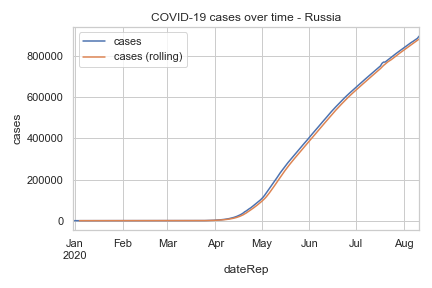 COVID-19 cases over time - Russia
cases
cases (rolling)
800000
600000
400000
200000
0
cases
Jan Feb Mar Apr May Jun Jul Aug
2020
dateRep